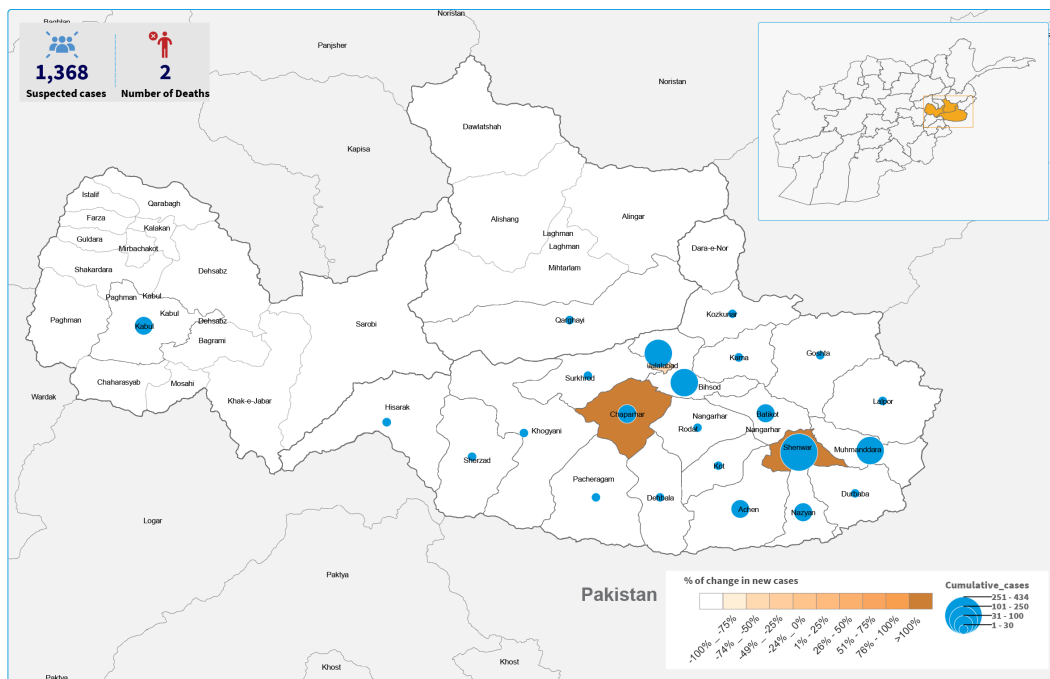 Baghlan
Noristan
Panjsher
Noristan
Kapisa
1,368
Suspected cases
2
Number of Deaths
Dawlatshah
Istalif
Qarabagh
Farza
Kalakan
Guldara
Mirbachakot
Shakardara
Dehsabz
Paghman
Kabul
Kabul
Paghman
Kabul
Dehsabz
Bagrami
Chaharasyab
Mosahi
Khak-e-Jabar
Sarobi
Alishang
Alingar
Laghman
Laghman
Mihtarlam
Dara-e-Nor
Qarghayi
Kozkunar
Jalalabad
Kama
Goshta
Surkhrod
Bihsod
Lalpor
Hisarak
Chaparhar
Nangarhar
Batikot
Rodat
Nangarhar
Khogyani
Shenwar
Muhmanddara
Sherzad
Kot
Pacheragam
Dehbala
Achen
Nazyan
Durbaba
Wardak
Logar
Paktya
Pakistan
Khost
Khost
Paktya
% of change in new cases
-100% – -75%
-74% – -50%
-49% – -25%
-24% – 0%
1% - 25%
26% - 50%
51% - 75%
76% - 100%
>100%
Cumulative_cases
251 - 434
101 - 250
31 - 100
1 - 30